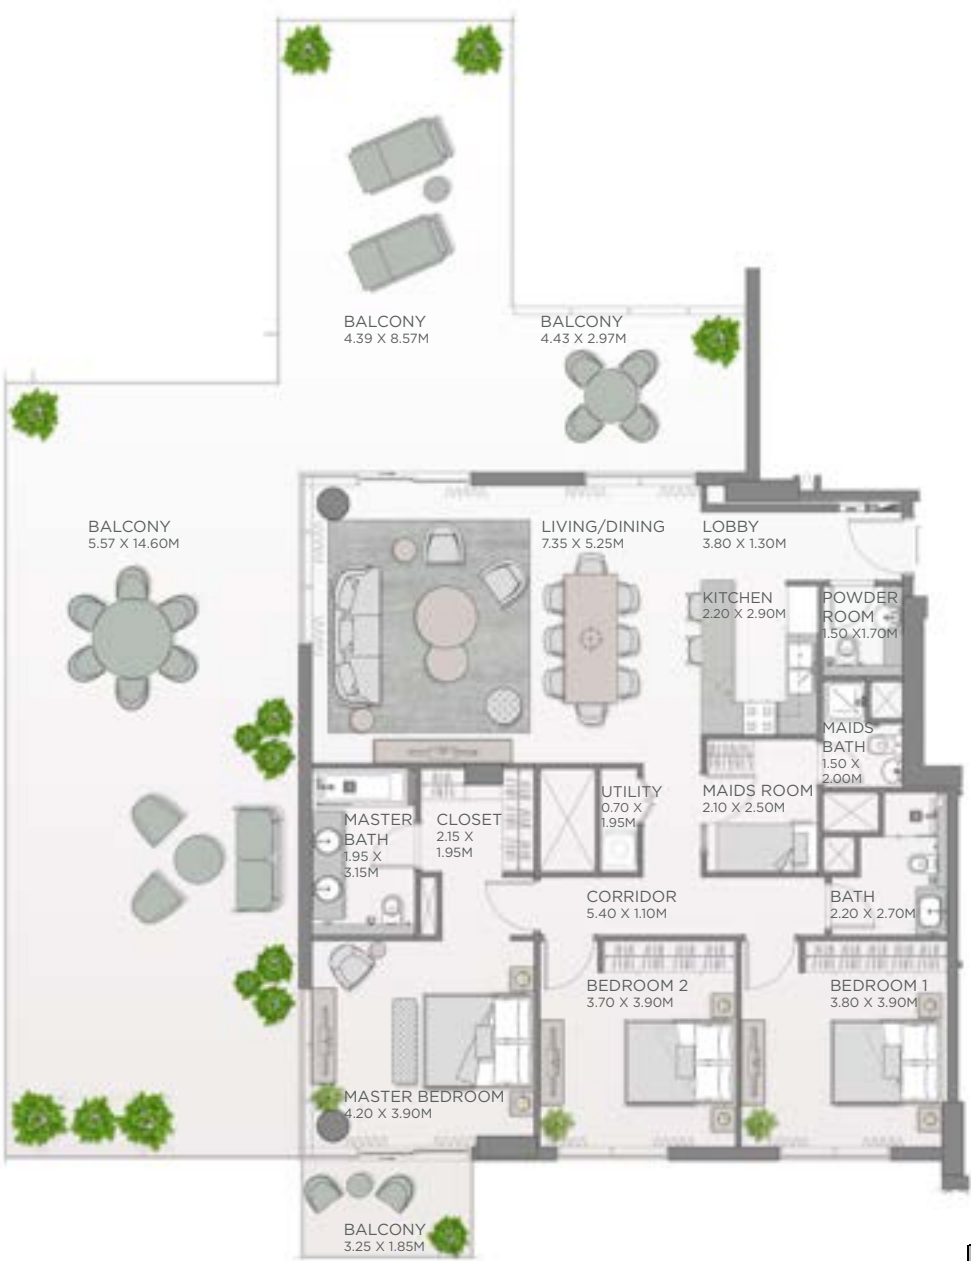 BALCONY
4.39 X 8.57M
BALCONY
4.43 X 2.97M
BALCONY
5.57 X 14.60M
LIVING/DINING
7.35 X 5.25M
LOBBY
3.80 X 1.30M
KITCHEN
2.20 X 2.90M
POWDER
ROOM
1.50 X1.70M
MAIDS
BATH
1.50 X
2.00M
UTILITY
0.70 X
1.95M
MAIDS ROOM
2.10 X 2.50M
MASTER
BATH
1.95 X
3.15M
CLOSET
2.15 X
1.95M
CORRIDOR
5.40 X 1.10M
BATH
2.20 X 2.70M
BEDROOM 2
3.70 X 3.90M
BEDROOM 1
3.80 X 3.90M
MASTER BEDROOM
4.20 X 3.90M
BALCONY
3.25 X 1.85M